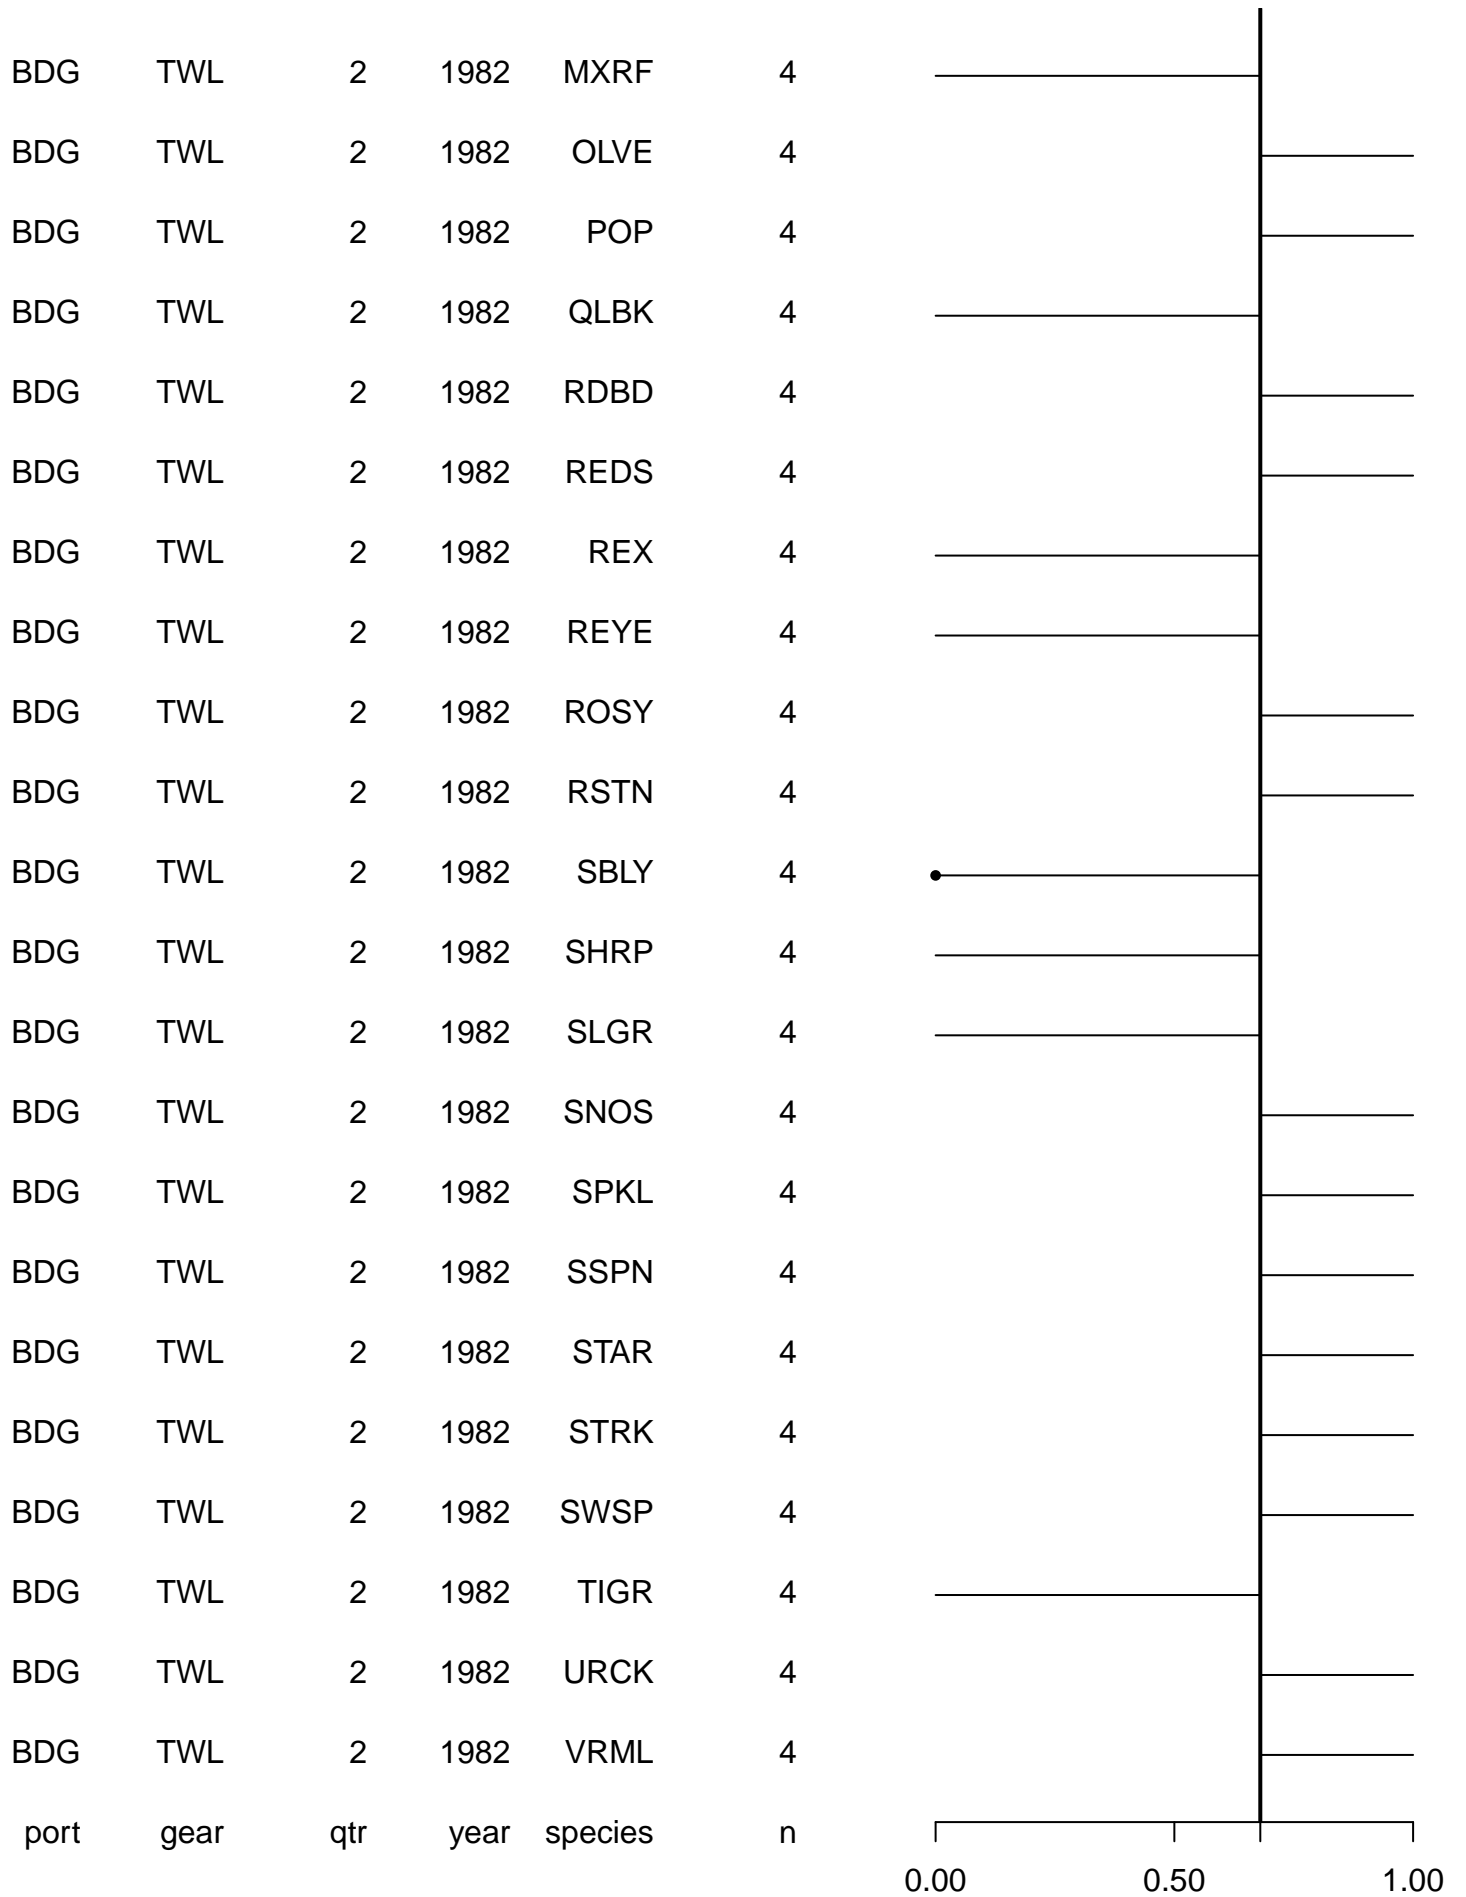 BDG TWL 2 1982 MXRF 4
BDG TWL 2 1982 OLVE 4
BDG TWL 2 1982 POP 4
BDG TWL 2 1982 QLBK 4
BDG TWL 2 1982 RDBD 4
BDG TWL 2 1982 REDS 4
BDG TWL 2 1982 REX 4
BDG TWL 2 1982 REYE 4
BDG TWL 2 1982 ROSY 4
BDG TWL 2 1982 RSTN 4
BDG TWL 2 1982 SBLY 4
BDG TWL 2 1982 SHRP 4
BDG TWL 2 1982 SLGR 4
BDG TWL 2 1982 SNOS 4
BDG TWL 2 1982 SPKL 4
BDG TWL 2 1982 SSPN 4
BDG TWL 2 1982 STAR 4
BDG TWL 2 1982 STRK 4
BDG TWL 2 1982 SWSP 4
BDG TWL 2 1982 TIGR 4
BDG TWL 2 1982 URCK 4
BDG TWL 2 1982 VRML 4
port gear qtr year species n
0.00 0.50 1.00